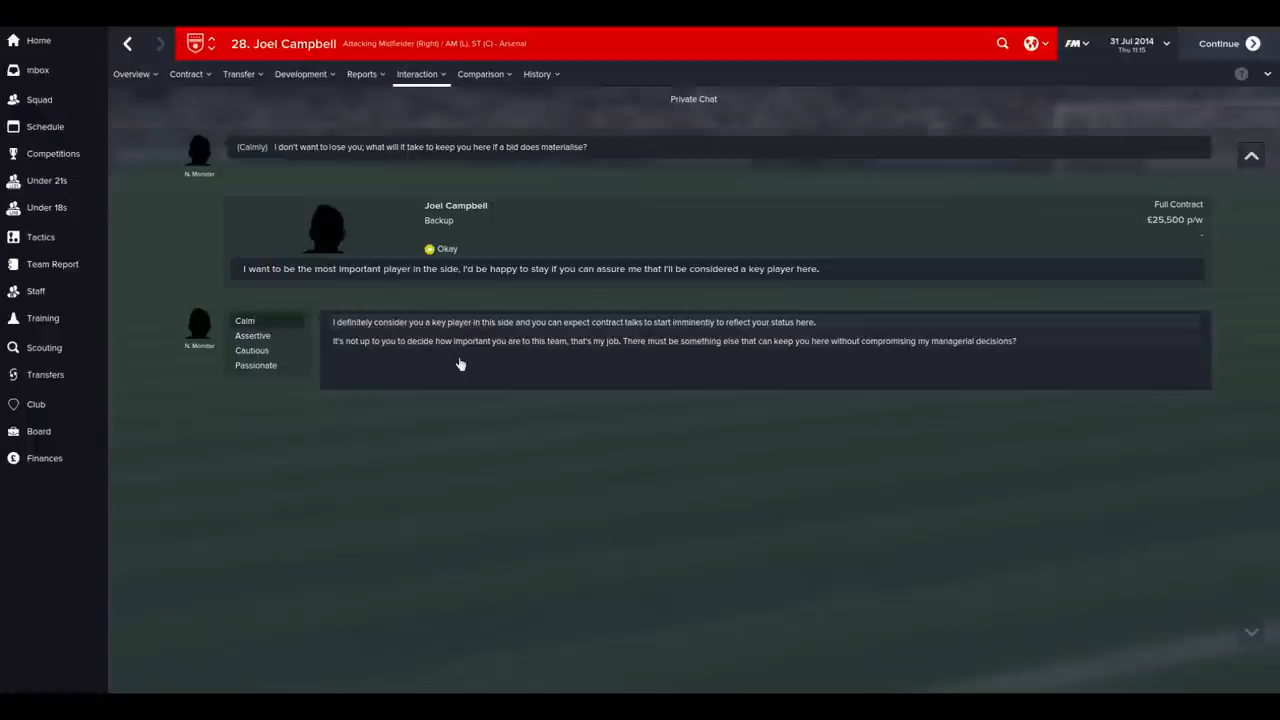 Home
28. Joel Campbell
Attacking Midfielder (Right) / AM (L), ST (C) - Arsenal
FM
31 Jul 2014
Thu 11:15
Continue
Inbox
Overview
Contract
Transfer
Development
Reports
Interaction
Comparison
History
?
Squad
Private Chat
Schedule
Competitions
(Calmly) I don't want to lose you; what will it take to keep you here if a bid does materialise?
N. Monster
Under 21s
Under 18s
Joel Campbell
Full Contract
Backup
£25,500 p/w
-
Tactics
Okay
Team Report
I want to be the most important player in the side, I'd be happy to stay if you can assure me that I'll be considered a key player here.
Staff
Training
Calm
I definitely consider you a key player in this side and you can expect contract talks to start imminently to reflect your status here.
Assertive
It's not up to you to decide how important you are to this team, that's my job. There must be something else that can keep you here without compromising my managerial decisions?
N. Monster
Scouting
Cautious
Passionate
Transfers
Club
Board
Finances